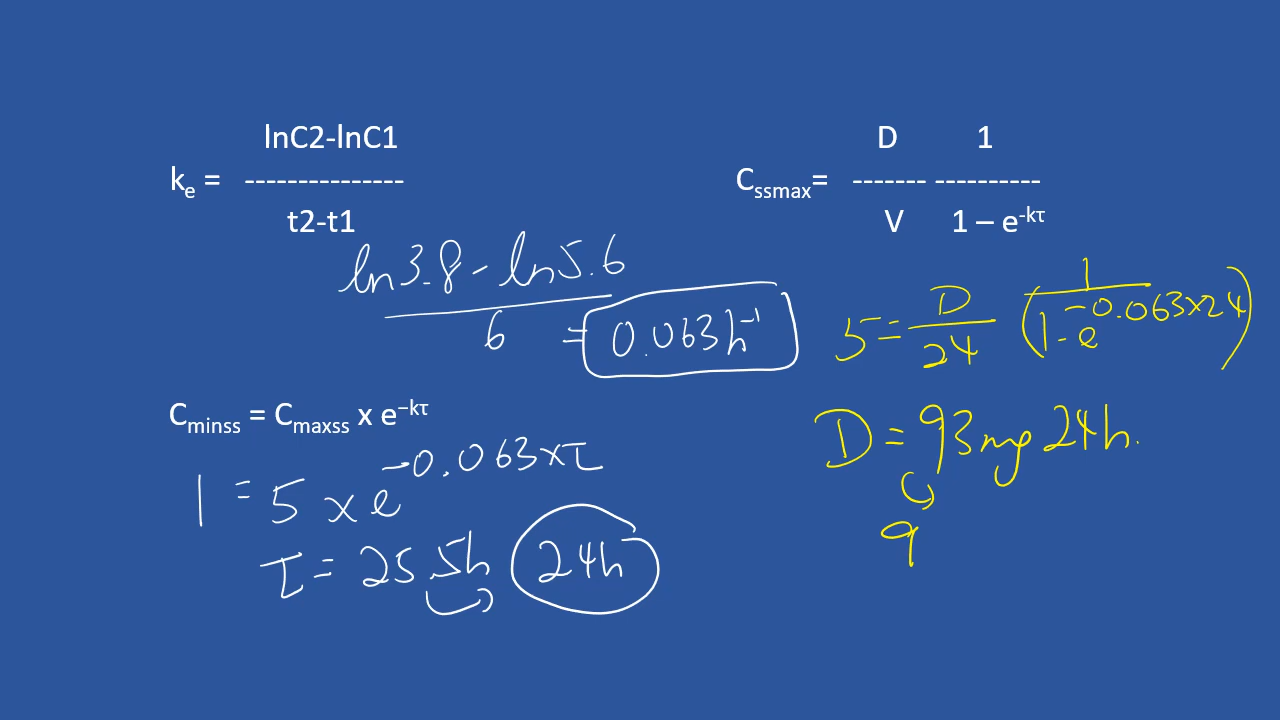 lnC2-lnC1
ke = ---------------
t2-t1
ln3.8 - ln5.6
6 = 0.063h⁻¹
Cminss = Cmaxss x e–kτ
1 = 5 x e -0.063xτ
τ = 25.5h 24h
D 1
Cssmax= ------- ----------
V 1 – e-kτ
5 = D/24 (1/1-e -0.063x24)
D = 93mg 24h.
9